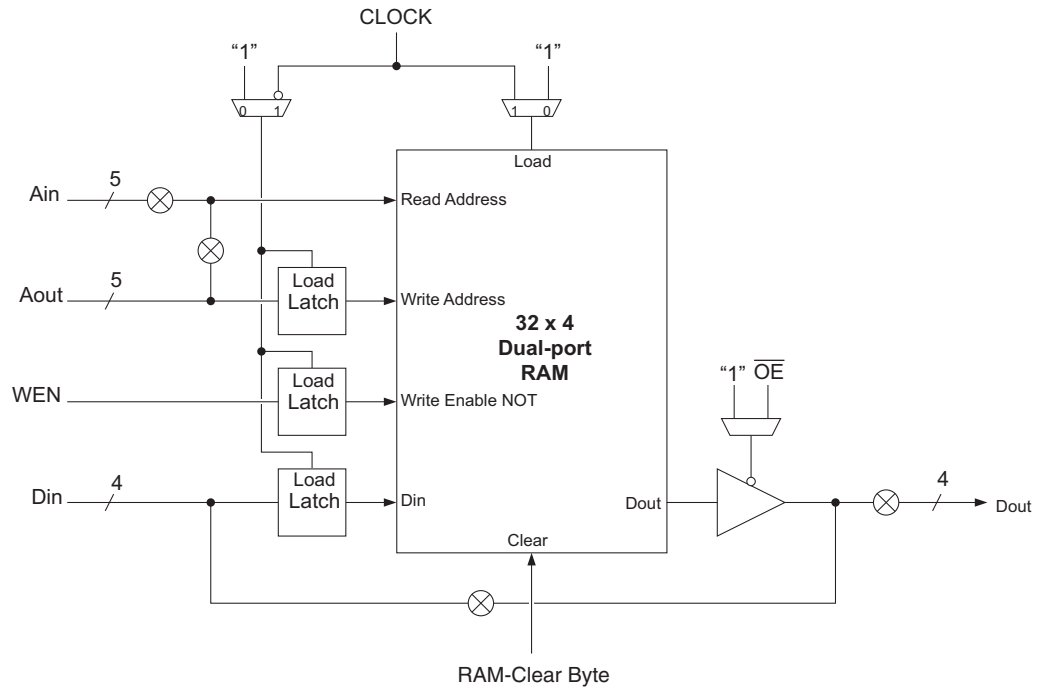 CLOCK
“1”
“1”
0 1
1 0
Load
Ain
5
Read Address
Aout
5
Load
Latch
Write Address
32 x 4
Dual-port
RAM
WEN
Load
Latch
Write Enable NOT
“1” OE
Din
4
Load
Latch
Din
Dout
4
Dout
Clear
RAM-Clear Byte